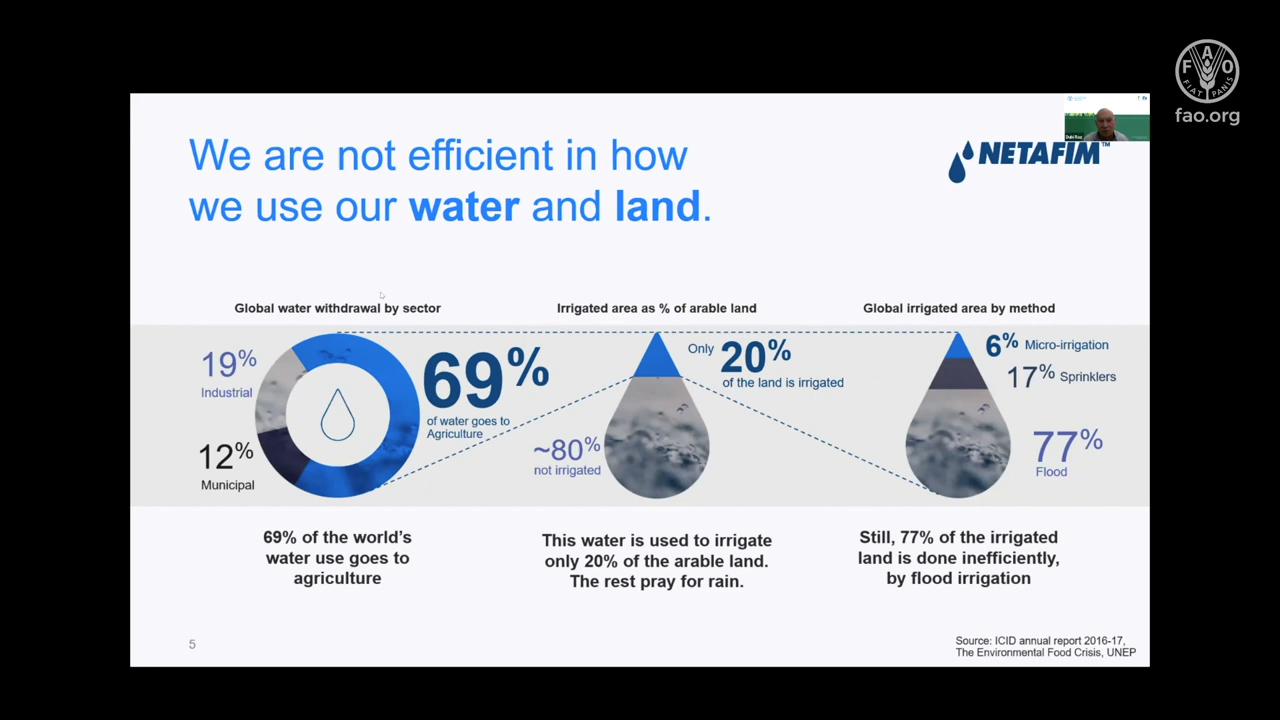 FAO
FIAT PANIS
fao.org
NETAFIM™
We are not efficient in how
we use our water and land.
Global water withdrawal by sector
19%
Industrial
12%
Municipal
69%
of water goes to
Agriculture
Irrigated area as % of arable land
Only 20%
of the land is irrigated
~80%
not irrigated
Global irrigated area by method
6% Micro-irrigation
17% Sprinklers
77%
Flood
69% of the world's
water use goes to
agriculture
This water is used to irrigate
only 20% of the arable land.
The rest pray for rain.
Still, 77% of the irrigated
land is done inefficiently,
by flood irrigation
5
Source: ICID annual report 2016-17,
The Environmental Food Crisis, UNEP